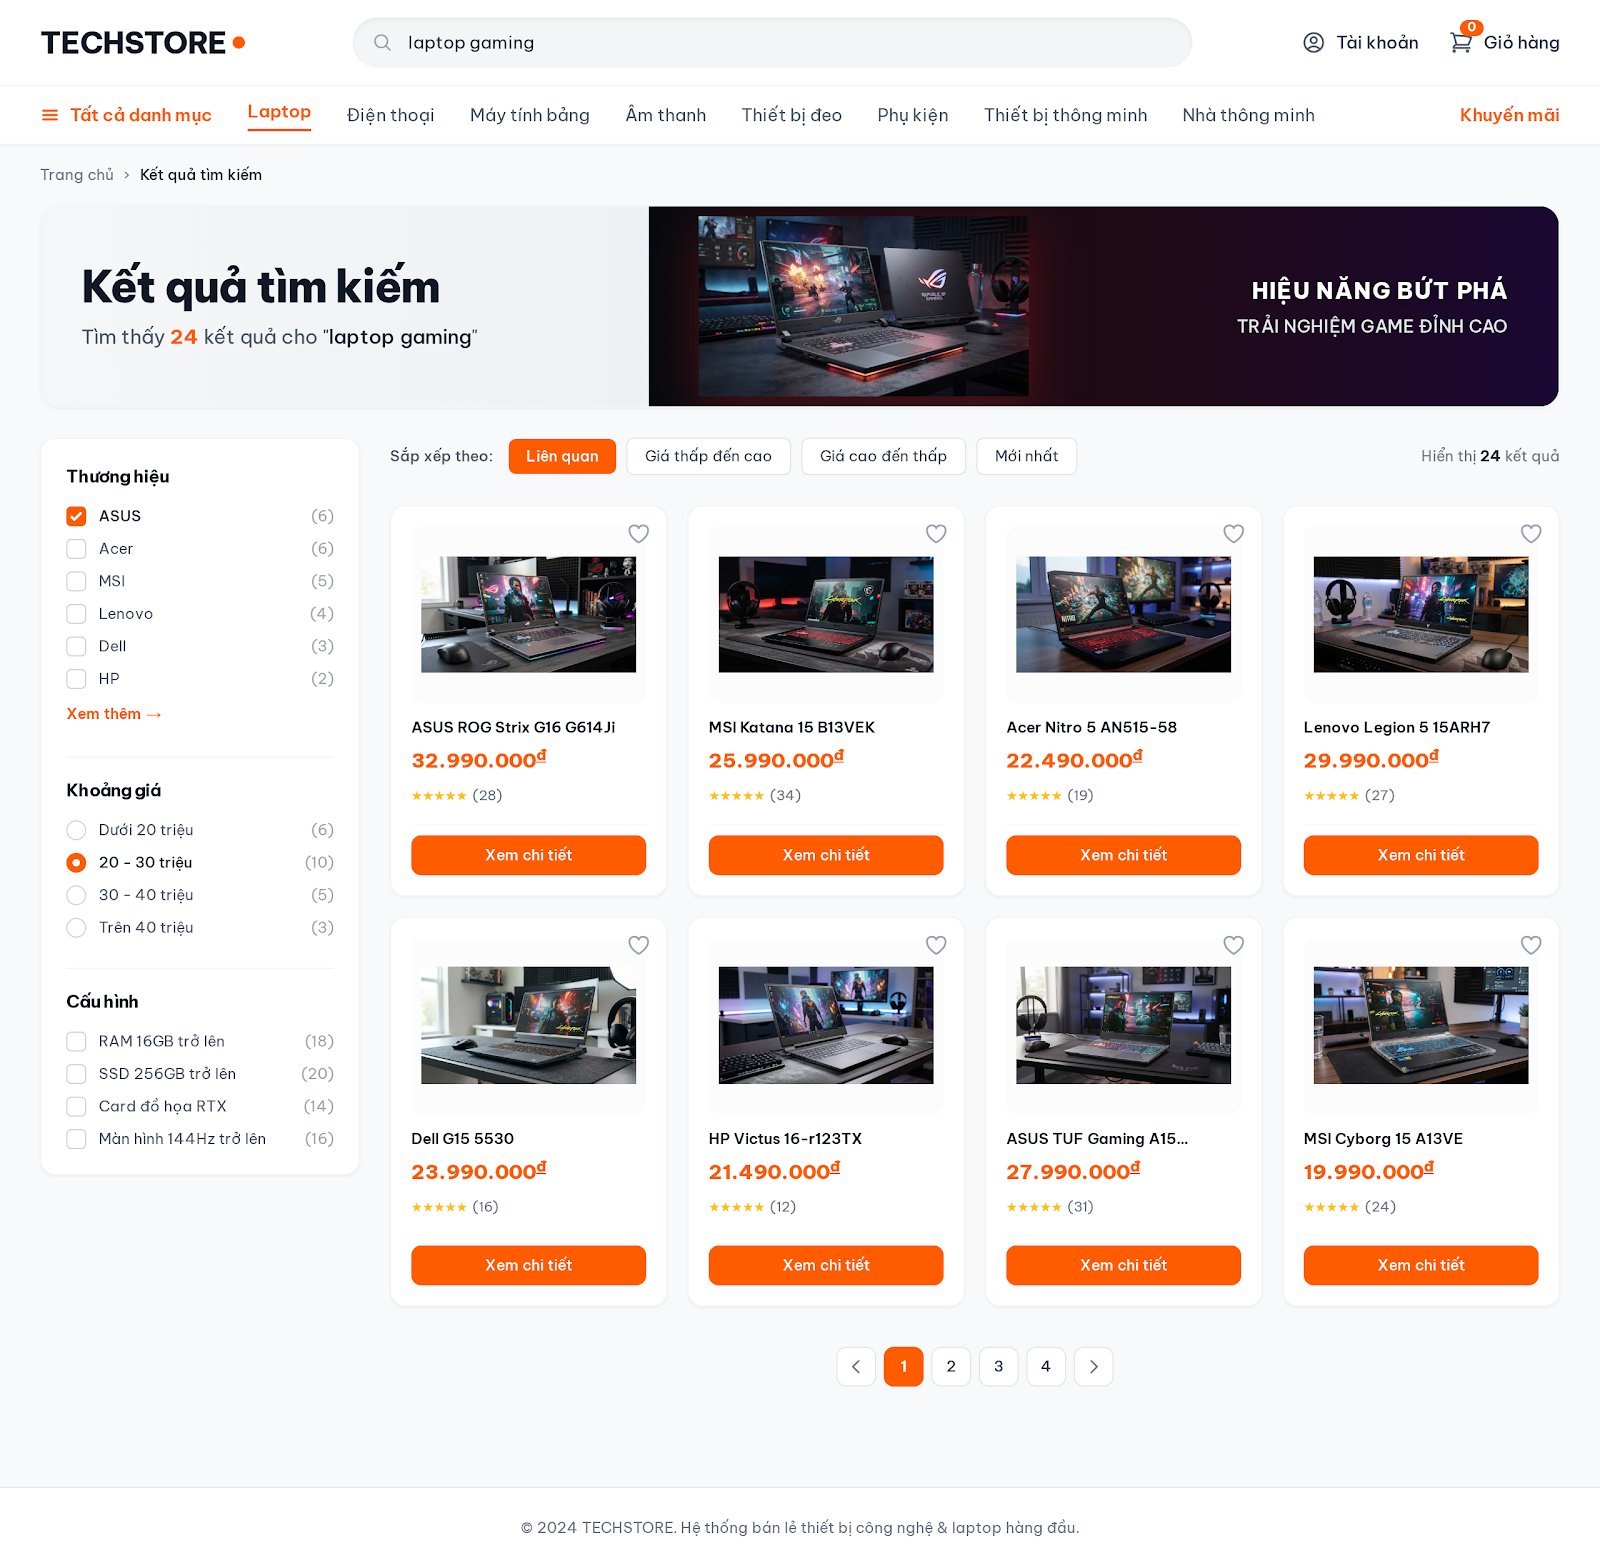 TECHSTORE
laptop gaming
Tài khoản
0
Giỏ hàng
Tất cả danh mục
Laptop
Điện thoại
Máy tính bảng
Âm thanh
Thiết bị đeo
Phụ kiện
Thiết bị thông minh
Nhà thông minh
Khuyến mãi
Trang chủ › Kết quả tìm kiếm
Kết quả tìm kiếm
Tìm thấy 24 kết quả cho "laptop gaming"
HIỆU NĂNG BỨT PHÁ
TRẢI NGHIỆM GAME ĐỈNH CAO
Thương hiệu
ASUS (6)
Acer (6)
MSI (5)
Lenovo (4)
Dell (3)
HP (2)
Xem thêm →
Khoảng giá
Dưới 20 triệu (6)
20 - 30 triệu (10)
30 - 40 triệu (5)
Trên 40 triệu (3)
Cấu hình
RAM 16GB trở lên (18)
SSD 256GB trở lên (20)
Card đồ họa RTX (14)
Màn hình 144Hz trở lên (16)
Sắp xếp theo:
Liên quan
Giá thấp đến cao
Giá cao đến thấp
Mới nhất
Hiển thị 24 kết quả
ASUS ROG Strix G16 G614Ji
32.990.000₫
★★★★★ (28)
Xem chi tiết
MSI Katana 15 B13VEK
25.990.000₫
★★★★★ (34)
Xem chi tiết
NITRO
Acer Nitro 5 AN515-58
22.490.000₫
★★★★★ (19)
Xem chi tiết
Lenovo Legion 5 15ARH7
29.990.000₫
★★★★★ (27)
Xem chi tiết
Dell G15 5530
23.990.000₫
★★★★★ (16)
Xem chi tiết
HP Victus 16-r123TX
21.490.000₫
★★★★★ (12)
Xem chi tiết
ASUS TUF Gaming A15...
27.990.000₫
★★★★★ (31)
Xem chi tiết
MSI Cyborg 15 A13VE
19.990.000₫
★★★★★ (24)
Xem chi tiết
1
2
3
4
© 2024 TECHSTORE. Hệ thống bán lẻ thiết bị công nghệ & laptop hàng đầu.